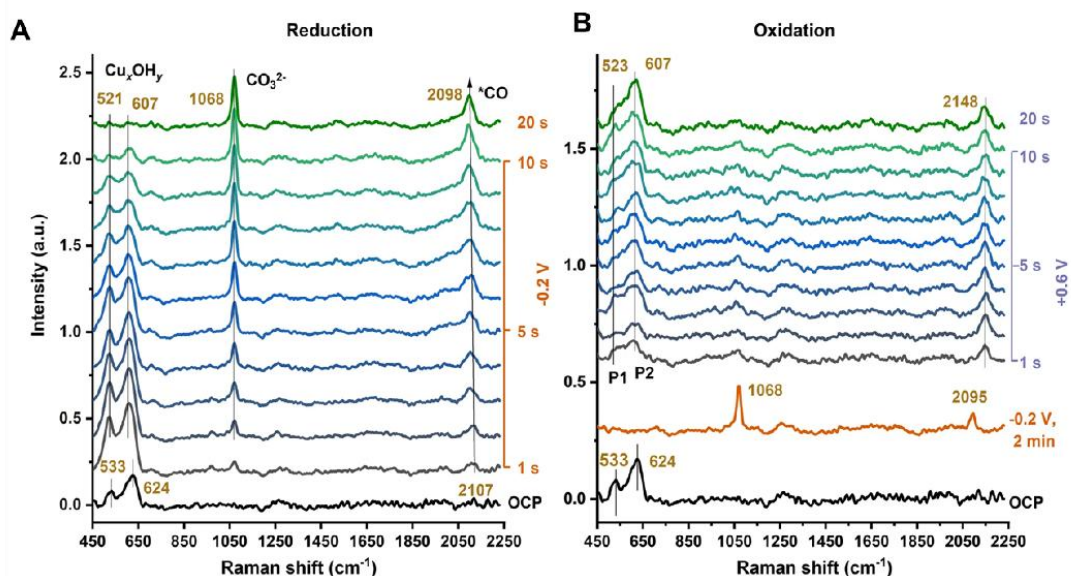 A
Reduction
Cu$_x$OH$_y$
521 607
1068
CO₃²⁻
2098
*CO
20 s
10 s
5 s
1 s
-0.2 V
533
624
2107
OCP
2.5
2.0
1.5
1.0
0.5
0.0
Intensity (a.u.)
450 650 850 1050 1250 1450 1650 1850 2050 2250
Raman shift (cm⁻¹)
B
Oxidation
523 607
2148
20 s
10 s
5 s
1 s
+0.6 V
P1 P2
1068
2095
-0.2 V,
2 min
533
624
OCP
1.5
1.0
0.5
0.0
450 650 850 1050 1250 1450 1650 1850 2050 2250
Raman shift (cm⁻¹)